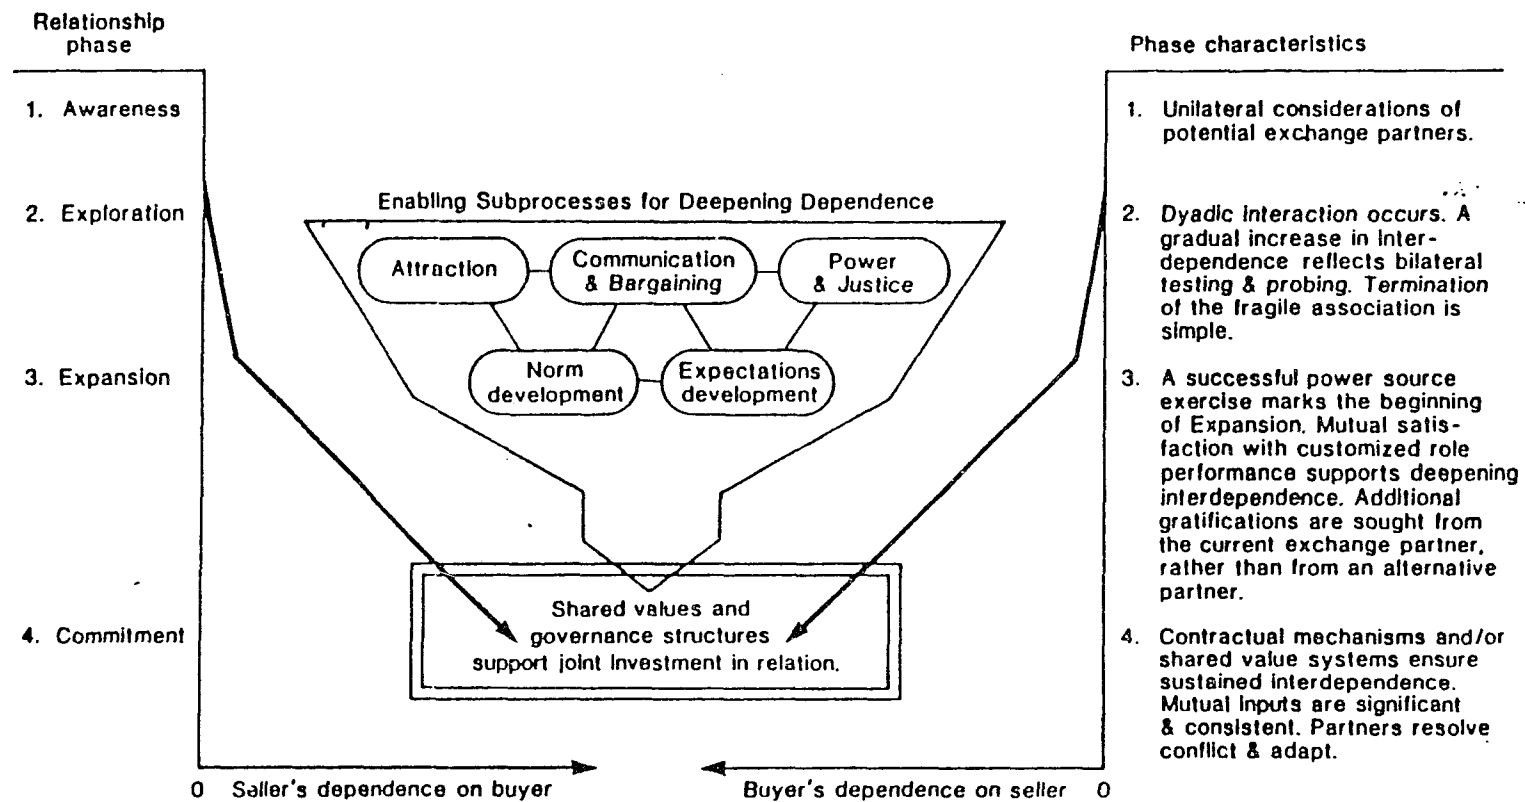 Relationship
phase
Phase characteristics
1. Awareness
2. Exploration
3. Expansion
4. Commitment
Enabling Subprocesses for Deepening Dependence
Attraction
Communication
& Bargaining
Power
& Justice
Norm
development
Expectations
development
Shared values and
governance structures
support joint Investment in relation.
1. Unilateral considerations of
potential exchange partners.
2. Dyadic interaction occurs. A
gradual increase in inter-
dependence reflects bilateral
testing & probing. Termination
of the fragile association is
simple.
3. A successful power source
exercise marks the beginning
of Expansion. Mutual satis-
faction with customized role
performance supports deepening
interdependence. Additional
gratifications are sought from
the current exchange partner,
rather than from an alternative
partner.
4. Contractual mechanisms and/or
shared value systems ensure
sustained interdependence.
Mutual inputs are significant
& consistent. Partners resolve
conflict & adapt.
0 Seller's dependence on buyer
Buyer's dependence on seller 0